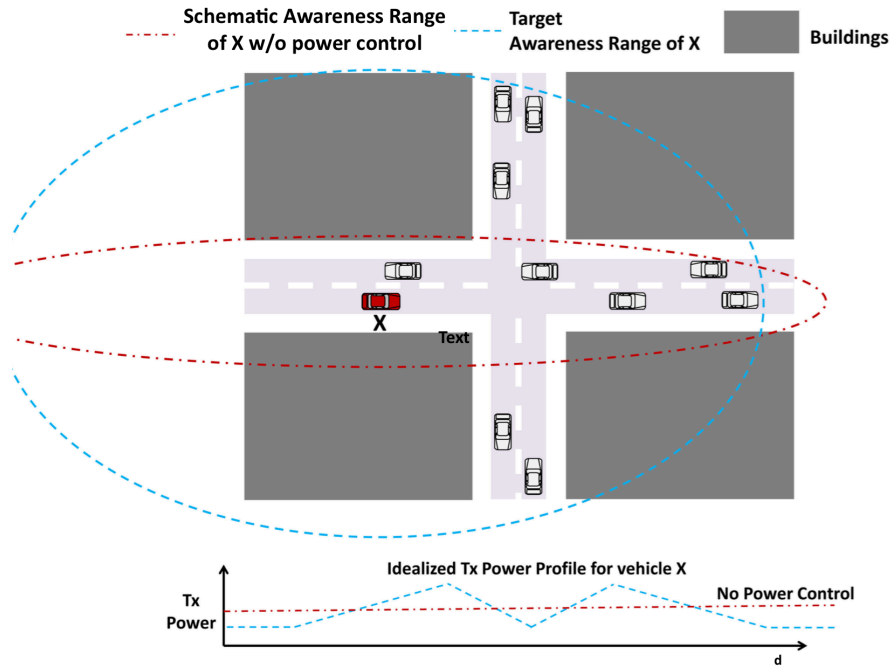 Schematic Awareness Range
of X w/o power control
Target
Awareness Range of X
Buildings
X
Text
Idealized Tx Power Profile for vehicle X
No Power Control
Tx
Power
d